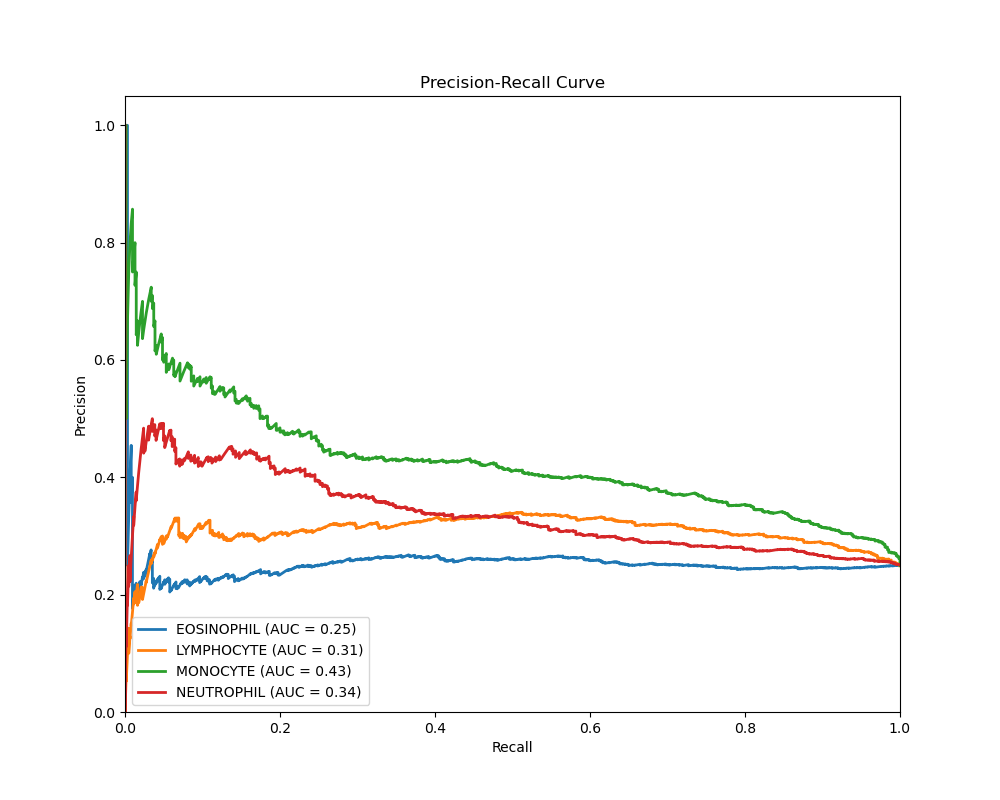 Precision-Recall Curve
1.0
0.8
0.6
0.4
0.2
0.0
Precision
EOSINOPHIL (AUC = 0.25)
LYMPHOCYTE (AUC = 0.31)
MONOCYTE (AUC = 0.43)
NEUTROPHIL (AUC = 0.34)
0.0 0.2 0.4 0.6 0.8 1.0
Recall